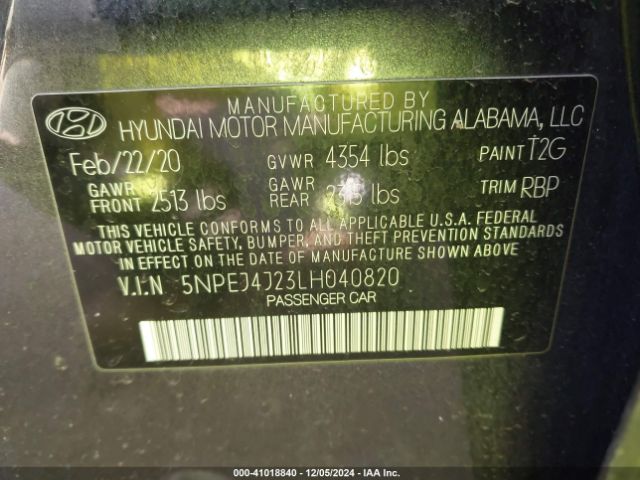 MANUFACTURED BY
HYUNDAI MOTOR MANUFACTURING ALABAMA, LLC
Feb/22/20 GVWR 4354 lbs PAINT T2G
GAWR FRONT 2513 lbs GAWR REAR lbs TRIM RBP
THIS VEHICLE CONFORMS TO ALL APPLICABLE U.S.A. FEDERAL
MOTOR VEHICLE SAFETY, BUMPER, AND THEFT PREVENTION STANDARDS
IN EFFECT ON THE DATE OF MANUFACTURE SHOWN ABOVE
V.I.N 5NPEJ4J23LH040820
PASSENGER CAR
000-41018840 | 12/05/2024 - IAA Inc.